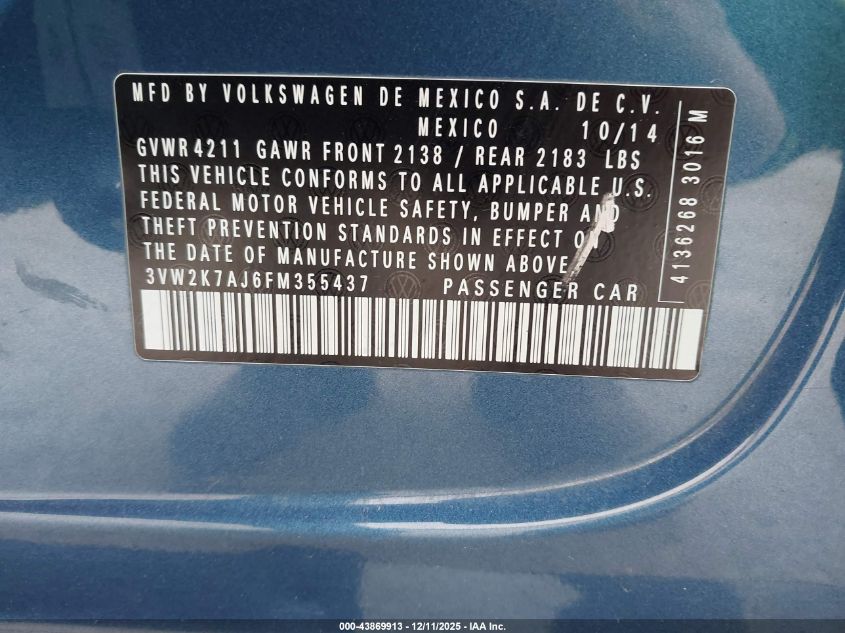 MFD BY VOLKSWAGEN DE MEXICO S.A. DE C.V.
MEXICO 10/14
GVWR 4211 GAWR FRONT 2138 / REAR 2183 LBS
THIS VEHICLE CONFORMS TO ALL APPLICABLE U.S.
FEDERAL MOTOR VEHICLE SAFETY, BUMPER AND
THEFT PREVENTION STANDARDS IN EFFECT ON
THE DATE OF MANUFACTURE SHOWN ABOVE
3VW2K7AJ6FM355437 PASSENGER CAR
4136268 3016 M
000-43869913 - 12/11/2025 - IAA Inc.